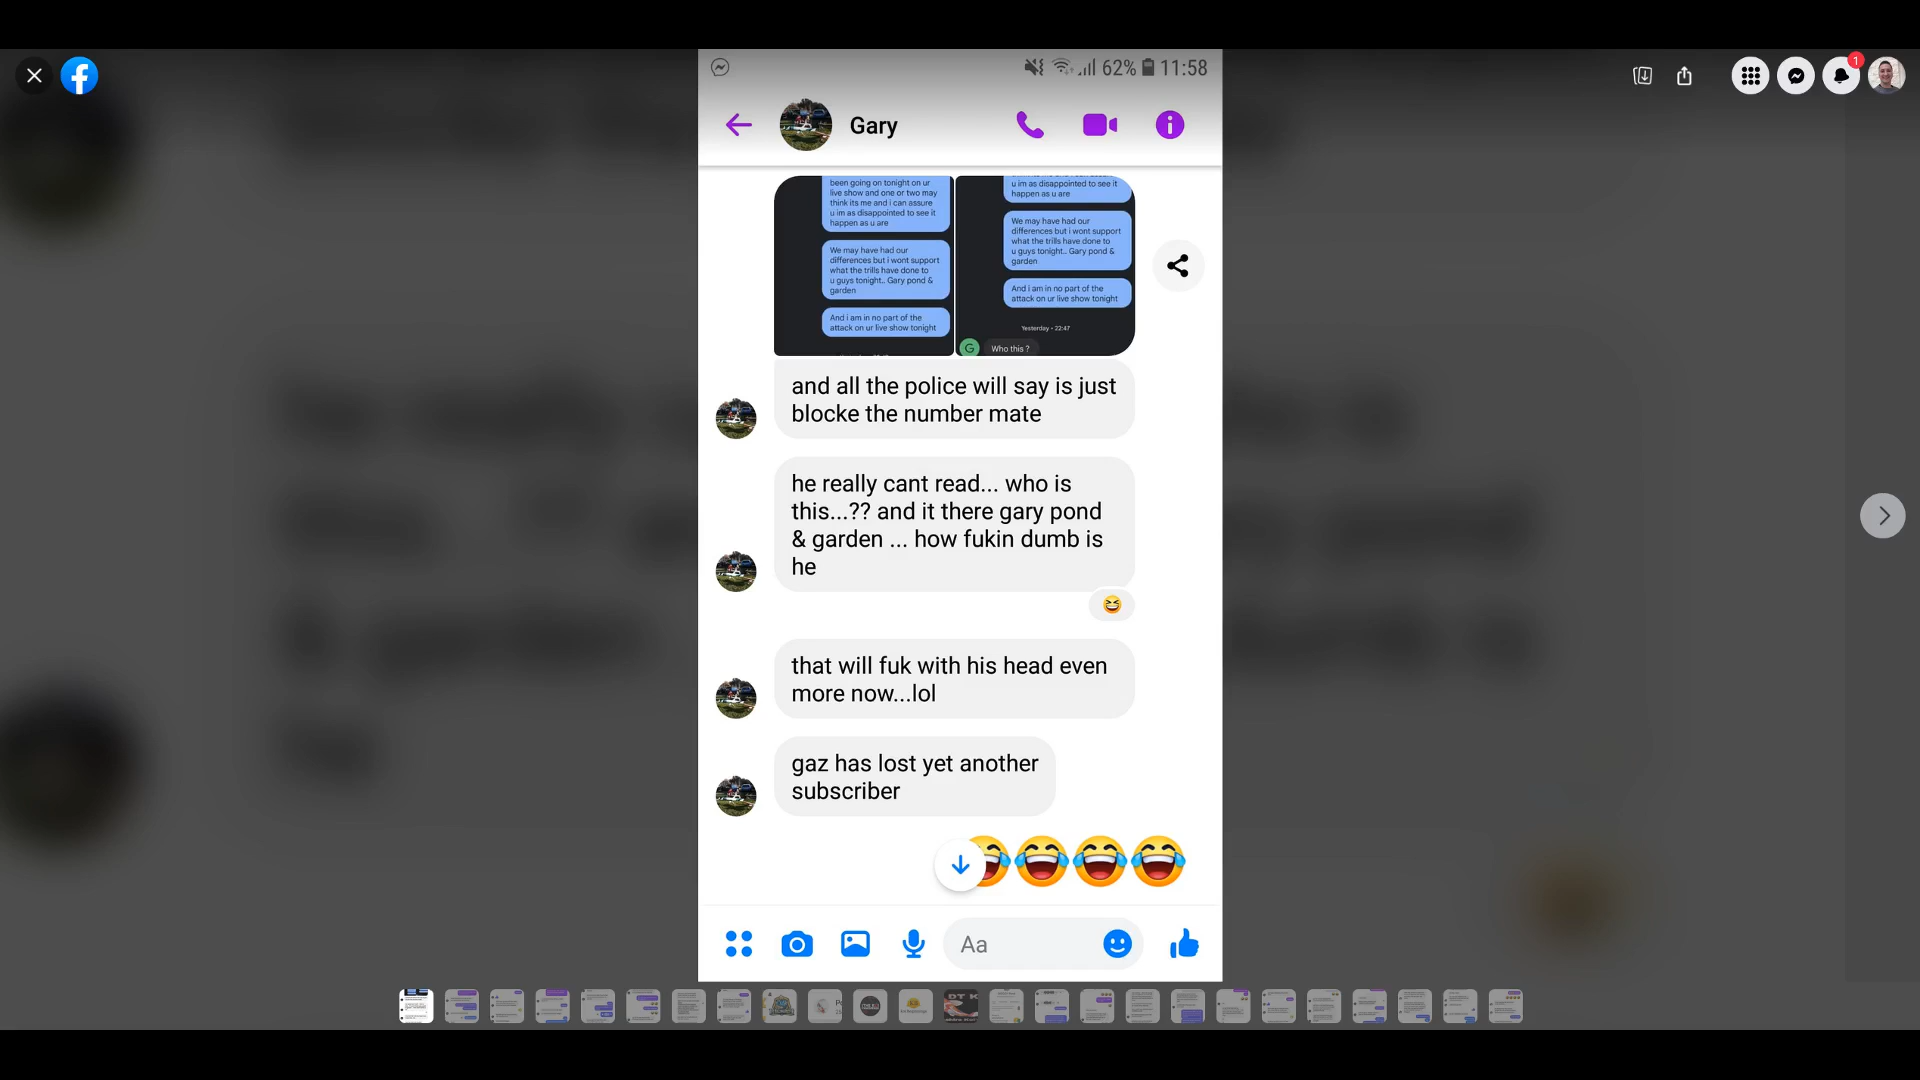 1
62% 11:58
Gary
been going on tonight on ur
live show and one or two may
think its me and i can assure
u im as disappointed to see it
happen as u are
We may have had our
differences but i wont support
what the trills have done to
u guys tonight.. Gary pond &
garden
And i am in no part of the
attack on ur live show tonight
u im as disappointed to see it
happen as u are
We may have had our
differences but i wont support
what the trills have done to
u guys tonight.. Gary pond &
garden
And i am in no part of the
attack on ur live show tonight
Yesterday • 22:47
G
Who this ?
and all the police will say is just
blocke the number mate
he really cant read... who is
this...?? and it there gary pond
& garden ... how fukin dumb is
he
that will fuk with his head even
more now...lol
gaz has lost yet another
subscriber
Aa
DT K